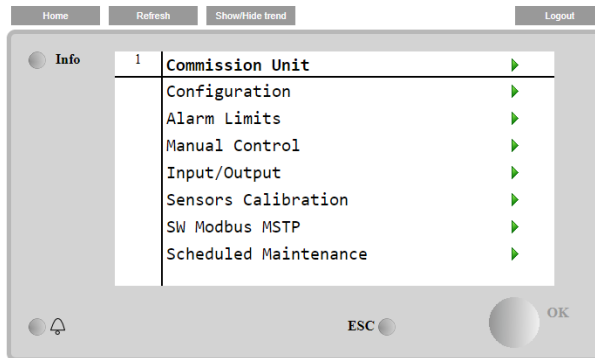 Home Refresh Show/Hide trend Logout
Info
1 Commission Unit
Configuration
Alarm Limits
Manual Control
Input/Output
Sensors Calibration
SW Modbus MSTP
Scheduled Maintenance
ESC OK